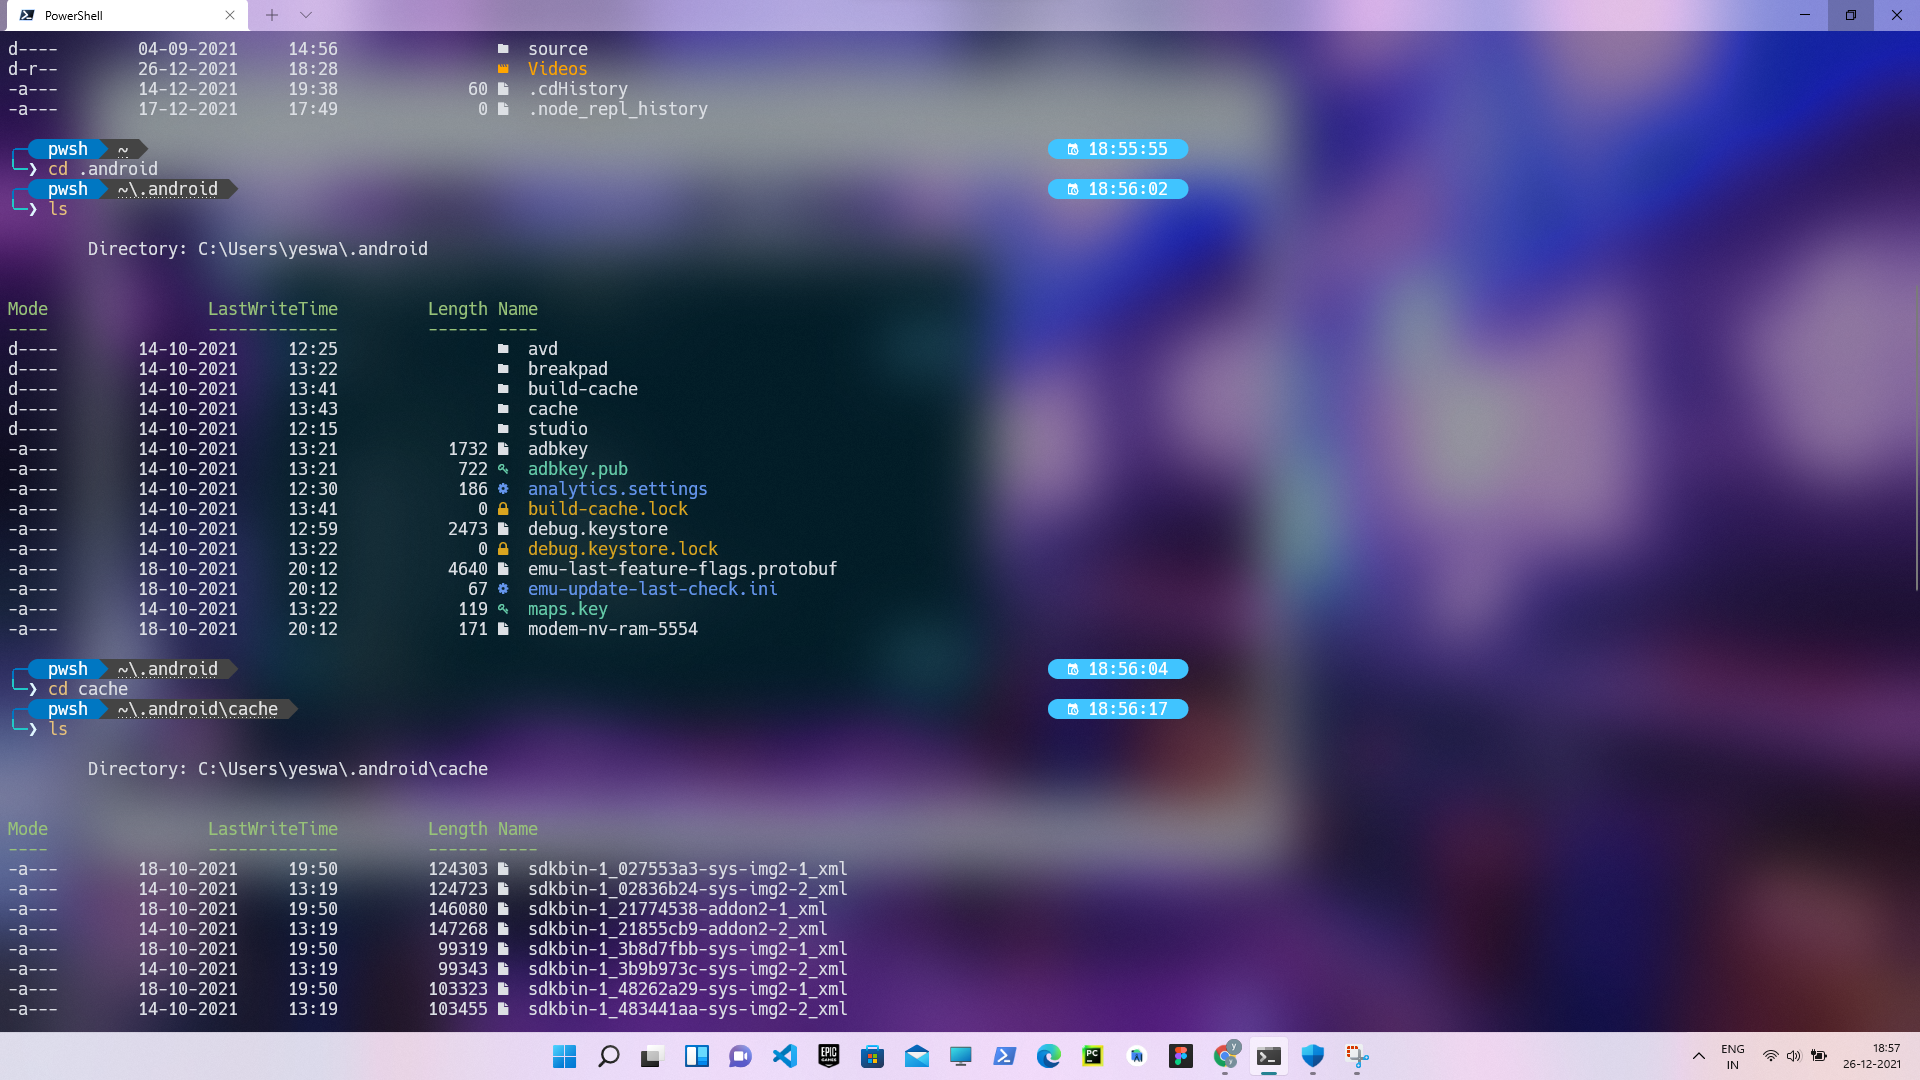 PowerShell
d---- 04-09-2021 14:56 source
d-r-- 26-12-2021 18:28 Videos
-a--- 14-12-2021 19:38 60 .cdHistory
-a--- 17-12-2021 17:49 0 .node_repl_history
pwsh ~ 18:55:55
❯ cd .android
pwsh ~\.android 18:56:02
❯ ls
Directory: C:\Users\yeswa\.android
Mode LastWriteTime Length Name
---- ------------- ------ ----
d---- 14-10-2021 12:25 avd
d---- 14-10-2021 13:22 breakpad
d---- 14-10-2021 13:41 build-cache
d---- 14-10-2021 13:43 cache
d---- 14-10-2021 12:15 studio
-a--- 14-10-2021 13:21 1732 adbkey
-a--- 14-10-2021 13:21 722 adbkey.pub
-a--- 14-10-2021 12:30 186 analytics.settings
-a--- 14-10-2021 13:41 0 build-cache.lock
-a--- 14-10-2021 12:59 2473 debug.keystore
-a--- 14-10-2021 13:22 0 debug.keystore.lock
-a--- 18-10-2021 20:12 4640 emu-last-feature-flags.protobuf
-a--- 18-10-2021 20:12 67 emu-update-last-check.ini
-a--- 14-10-2021 13:22 119 maps.key
-a--- 18-10-2021 20:12 171 modem-nv-ram-5554
pwsh ~\.android 18:56:04
❯ cd cache
pwsh ~\.android\cache 18:56:17
❯ ls
Directory: C:\Users\yeswa\.android\cache
Mode LastWriteTime Length Name
---- ------------- ------ ----
-a--- 18-10-2021 19:50 124303 sdkbin-1_027553a3-sys-img2-1_xml
-a--- 14-10-2021 13:19 124723 sdkbin-1_02836b24-sys-img2-2_xml
-a--- 18-10-2021 19:50 146080 sdkbin-1_21774538-addon2-1_xml
-a--- 14-10-2021 13:19 147268 sdkbin-1_21855cb9-addon2-2_xml
-a--- 18-10-2021 19:50 99319 sdkbin-1_3b8d7fbb-sys-img2-1_xml
-a--- 14-10-2021 13:19 99343 sdkbin-1_3b9b973c-sys-img2-2_xml
-a--- 18-10-2021 19:50 103323 sdkbin-1_48262a29-sys-img2-1_xml
-a--- 14-10-2021 13:19 103455 sdkbin-1_483441aa-sys-img2-2_xml
EPIC GAMES PC ENG 18:57
IN 26-12-2021